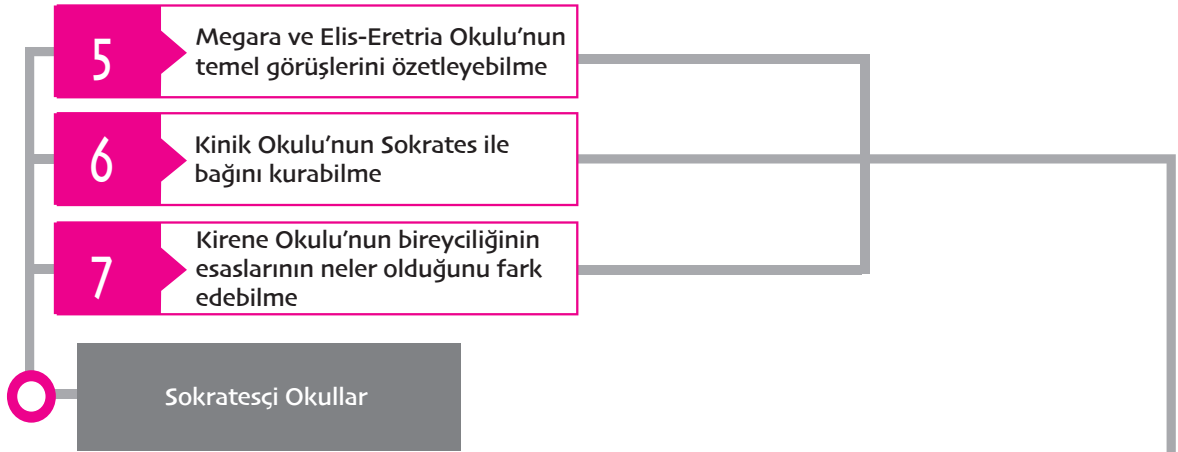 5
Megara ve Elis-Eretria Okulu’nun
temel görüşlerini özetleyebilme
6
Kinik Okulu’nun Sokrates ile
bağını kurabilme
7
Kirene Okulu’nun bireyciliğinin
esaslarının neler olduğunu fark
edebilme
Sokratesçi Okullar